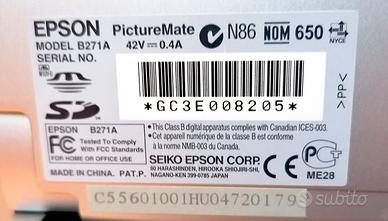 EPSON PictureMate N86 NOM 650
MODEL B271A 42V ⎓ 0.4A NYCE
SERIAL NO.
*GC3E008205*
SD
>PP<
EPSON B271A
FC Tested To Comply
With FCC Standards
FOR HOME OR OFFICE USE
This Class B digital apparatus complies with Canadian ICES-003.
Cet appareil numérique de la classe B est conforme
à la norme NMB-003 du Canada.
SEIKO EPSON CORP.
80 HARASHINDEN, HIROOKA SHIOJIRI-SHI,
NAGANO-KEN 399-0785 JAPAN
MADE IN CHINA PAT.P.
ME28
C55601001HU04720179
subito